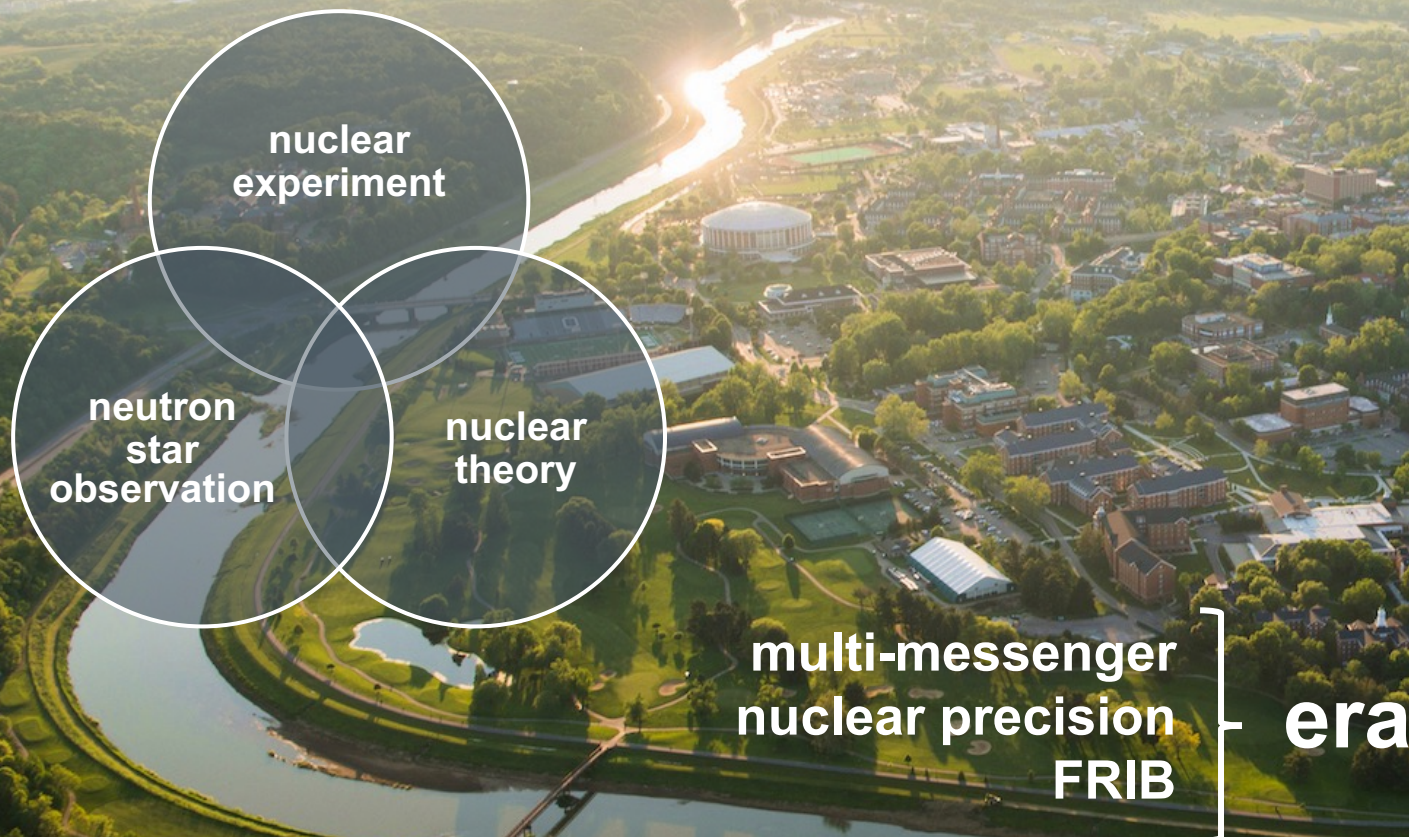 nuclear
experiment
neutron
star
observation
nuclear
theory
multi-messenger
nuclear precision
FRIB
era